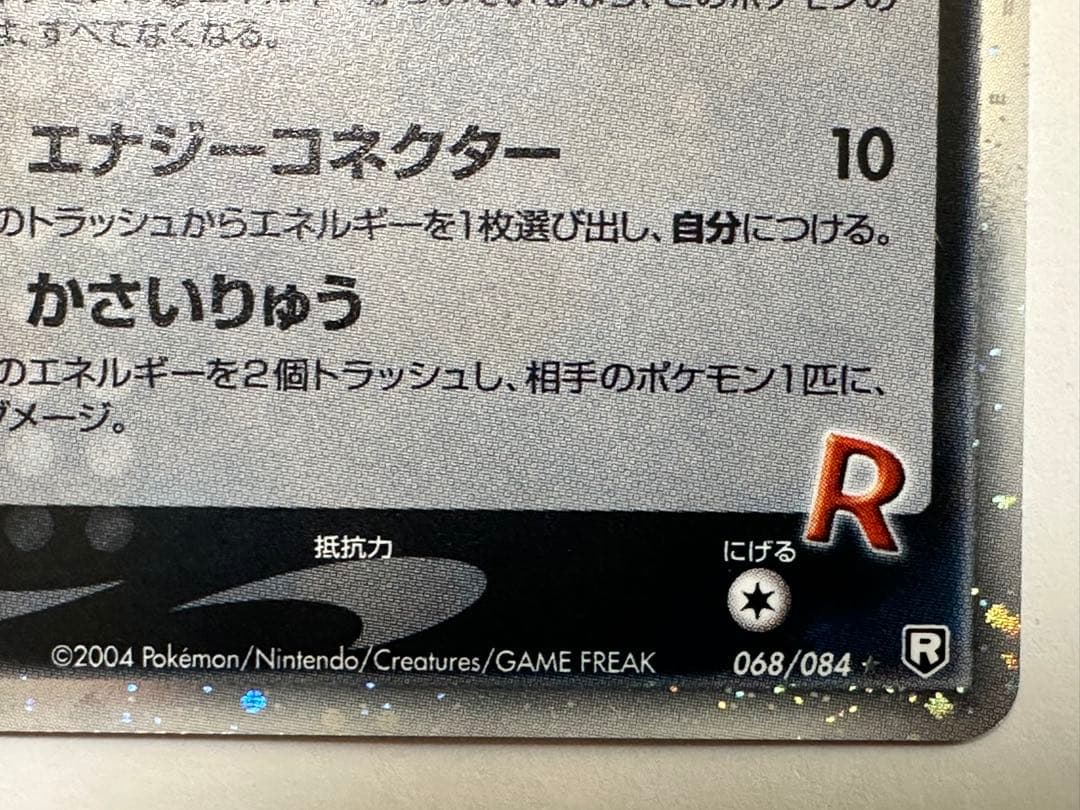 は、すべてなくなる。
エナジーコネクター 10
のトラッシュからエネルギーを1枚選び出し、自分につける。
かさいりゅう
のエネルギーを2個トラッシュし、相手のポケモン1匹に、
ダメージ。
R
抵抗力 にげる
©2004 Pokémon/Nintendo/Creatures/GAME FREAK 068/084 ★ R